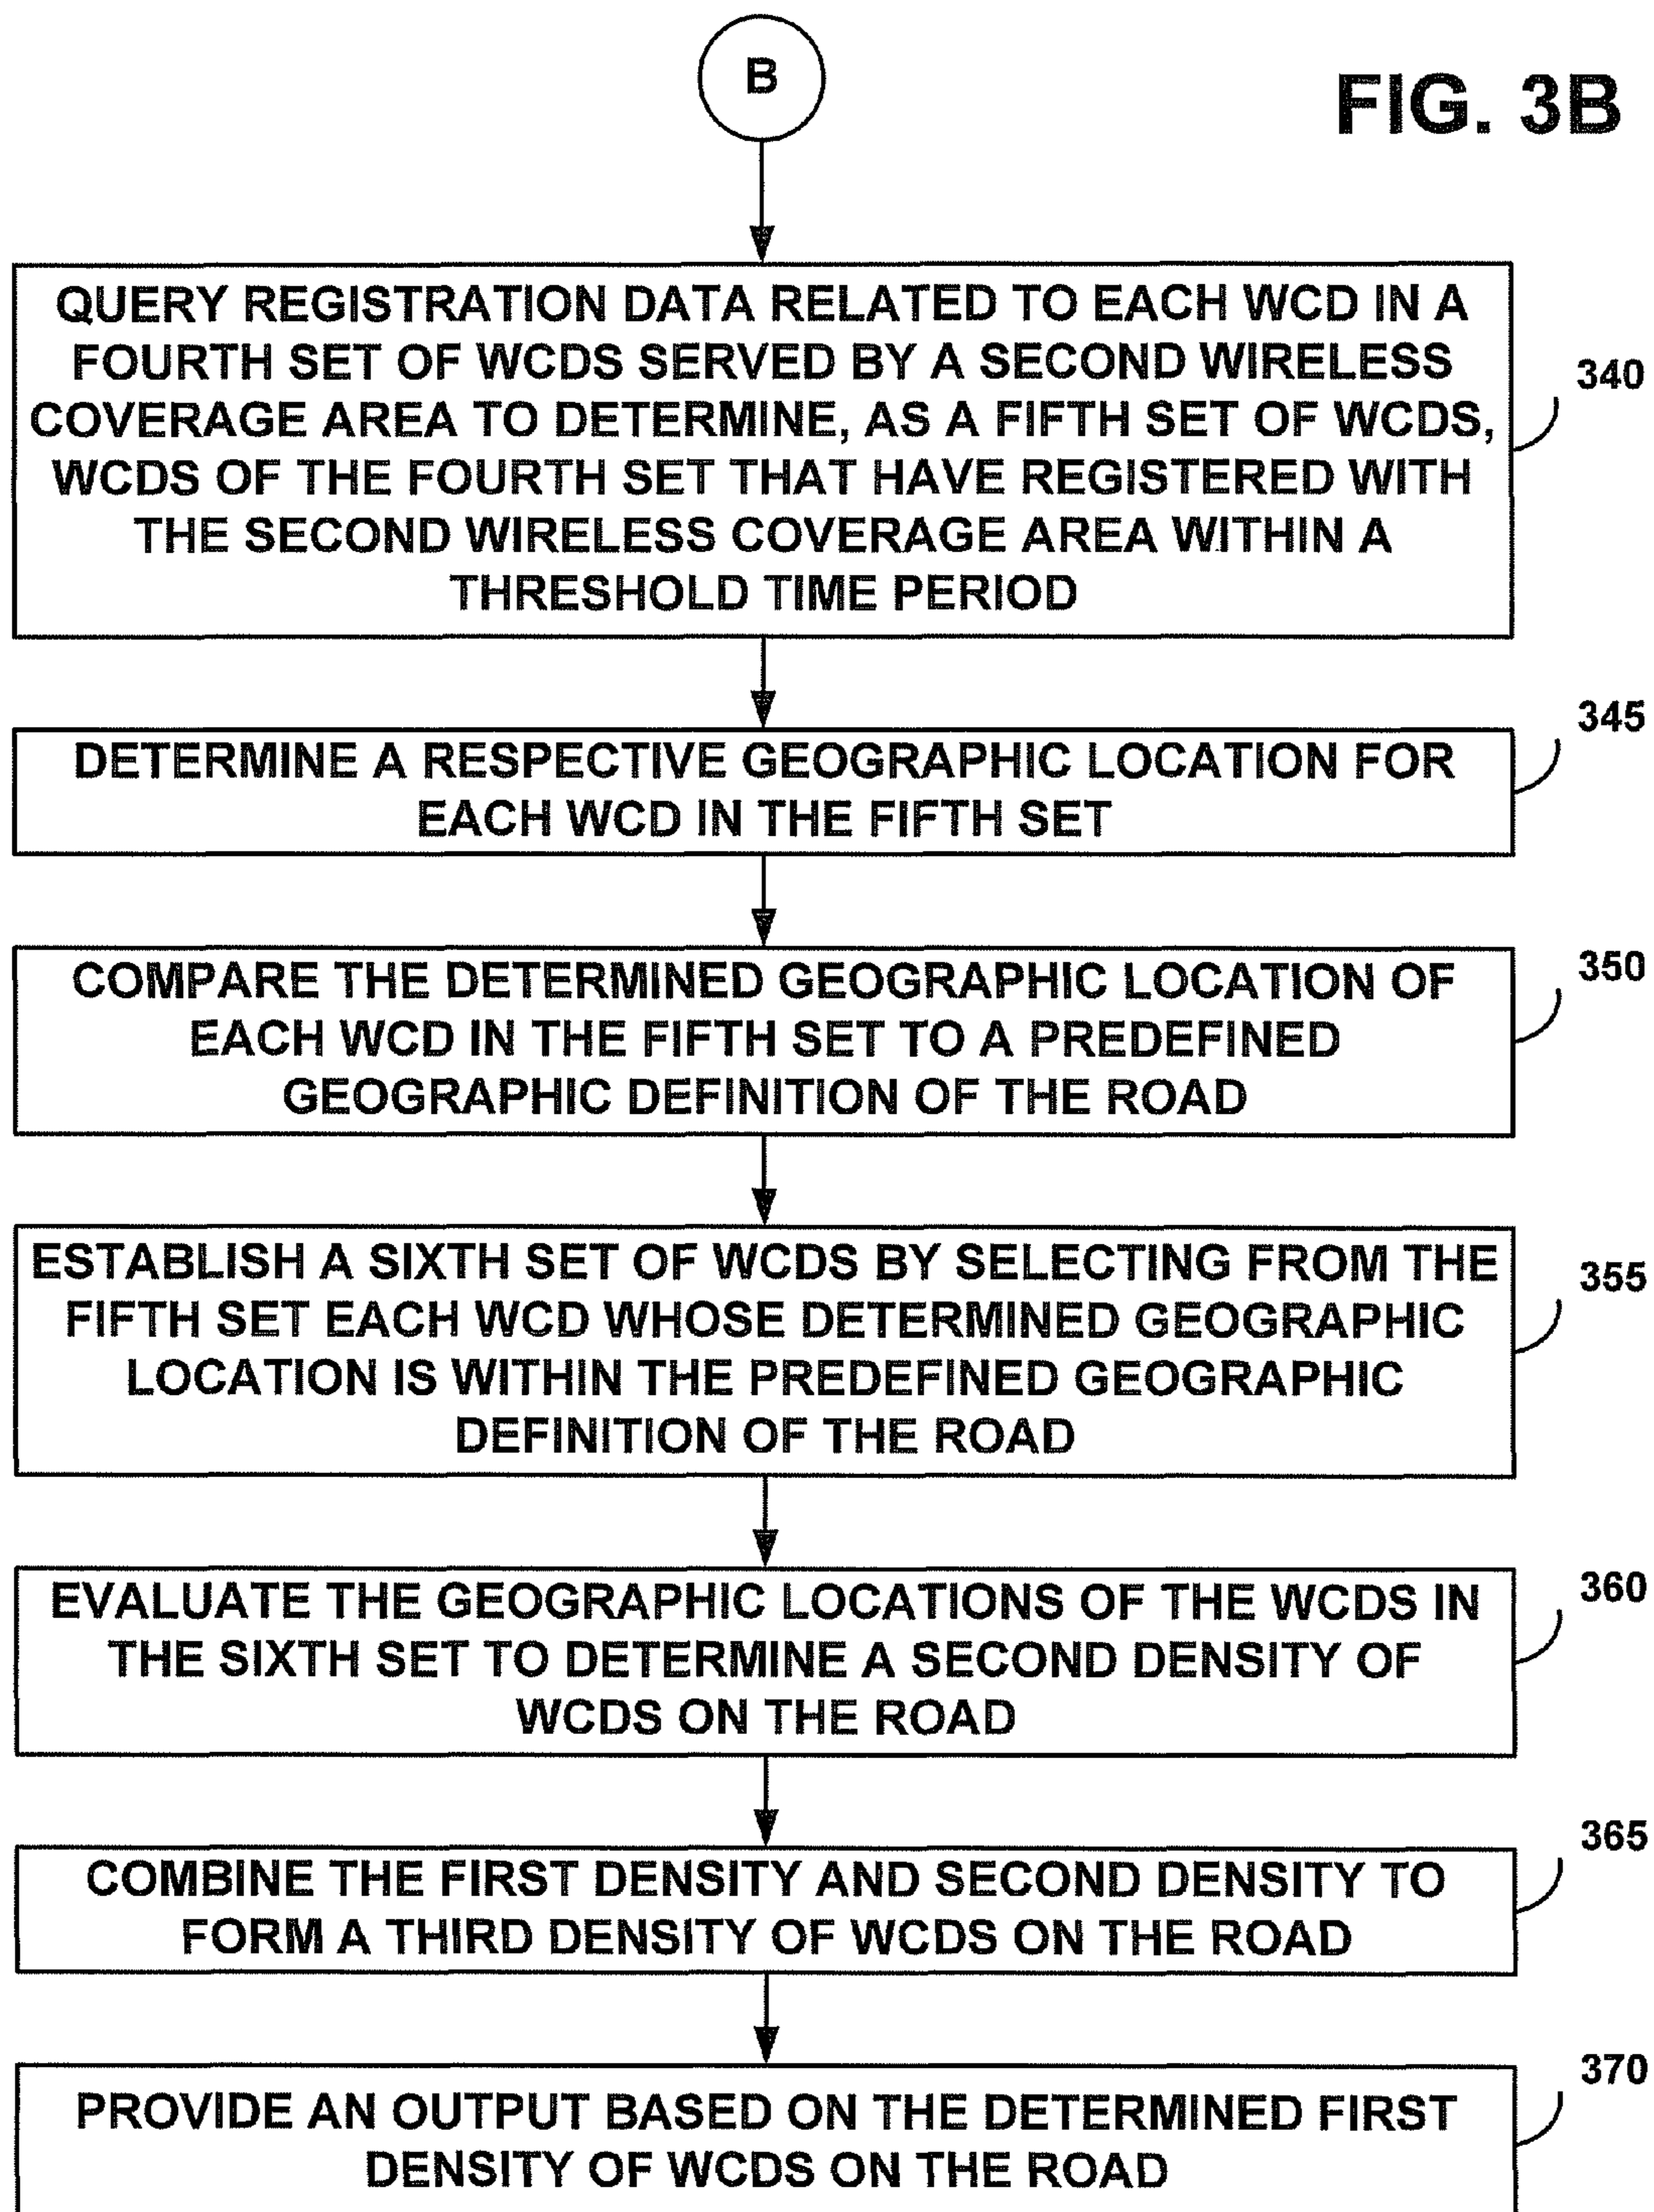 B
FIG. 3B
QUERY REGISTRATION DATA RELATED TO EACH WCD IN A
FOURTH SET OF WCDS SERVED BY A SECOND WIRELESS
COVERAGE AREA TO DETERMINE, AS A FIFTH SET OF WCDS,
WCDS OF THE FOURTH SET THAT HAVE REGISTERED WITH
THE SECOND WIRELESS COVERAGE AREA WITHIN A
THRESHOLD TIME PERIOD
340
DETERMINE A RESPECTIVE GEOGRAPHIC LOCATION FOR
EACH WCD IN THE FIFTH SET
345
COMPARE THE DETERMINED GEOGRAPHIC LOCATION OF
EACH WCD IN THE FIFTH SET TO A PREDEFINED
GEOGRAPHIC DEFINITION OF THE ROAD
350
ESTABLISH A SIXTH SET OF WCDS BY SELECTING FROM THE
FIFTH SET EACH WCD WHOSE DETERMINED GEOGRAPHIC
LOCATION IS WITHIN THE PREDEFINED GEOGRAPHIC
DEFINITION OF THE ROAD
355
EVALUATE THE GEOGRAPHIC LOCATIONS OF THE WCDS IN
THE SIXTH SET TO DETERMINE A SECOND DENSITY OF
WCDS ON THE ROAD
360
COMBINE THE FIRST DENSITY AND SECOND DENSITY TO
FORM A THIRD DENSITY OF WCDS ON THE ROAD
365
PROVIDE AN OUTPUT BASED ON THE DETERMINED FIRST
DENSITY OF WCDS ON THE ROAD
370